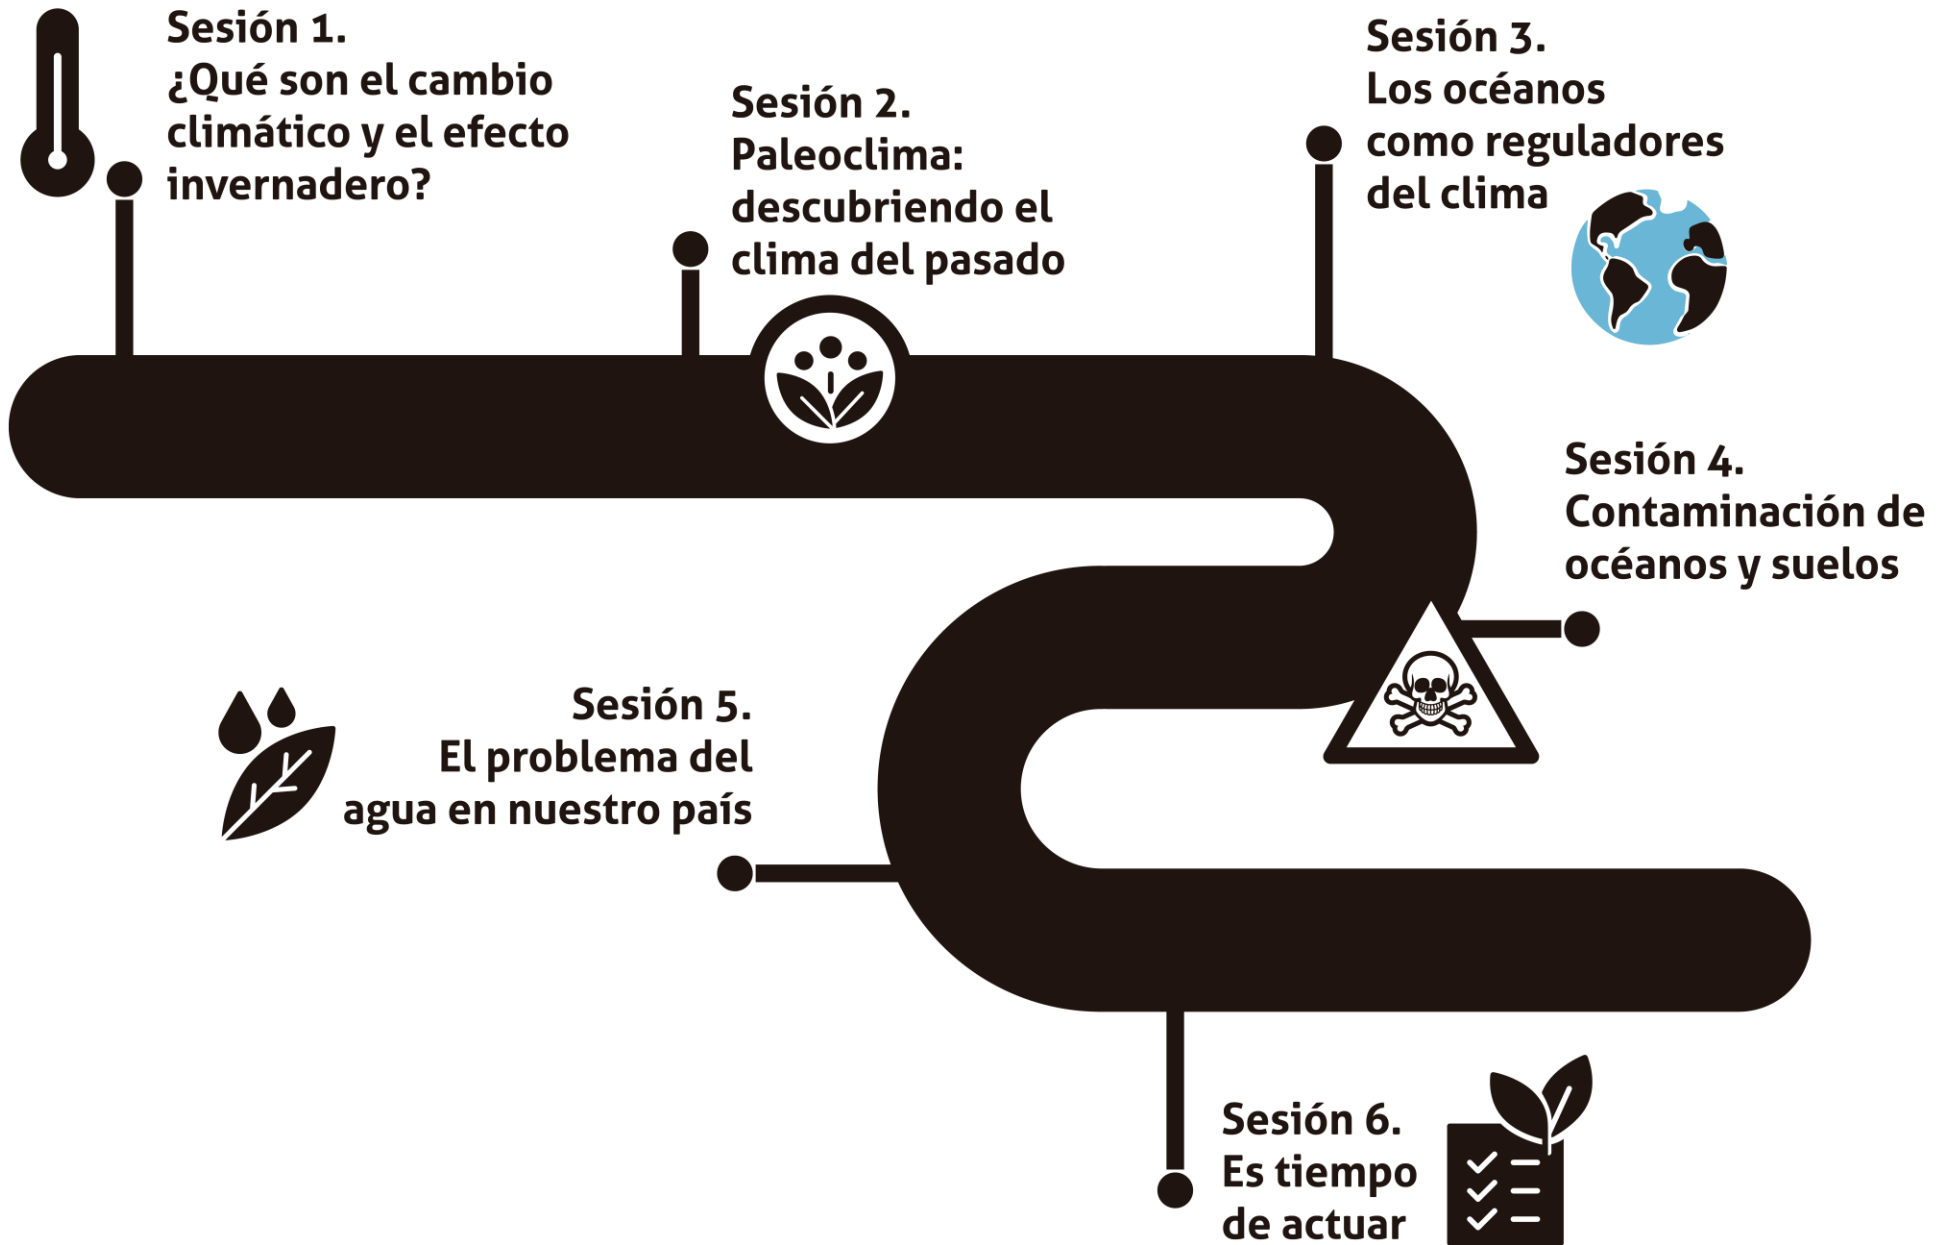 Sesión 1.
¿Qué son el cambio
climático y el efecto
invernadero?
Sesión 2.
Paleoclima:
descubriendo el
clima del pasado
Sesión 3.
Los océanos
como reguladores
del clima
Sesión 4.
Contaminación de
océanos y suelos
Sesión 5.
El problema del
agua en nuestro país
Sesión 6.
Es tiempo
de actuar